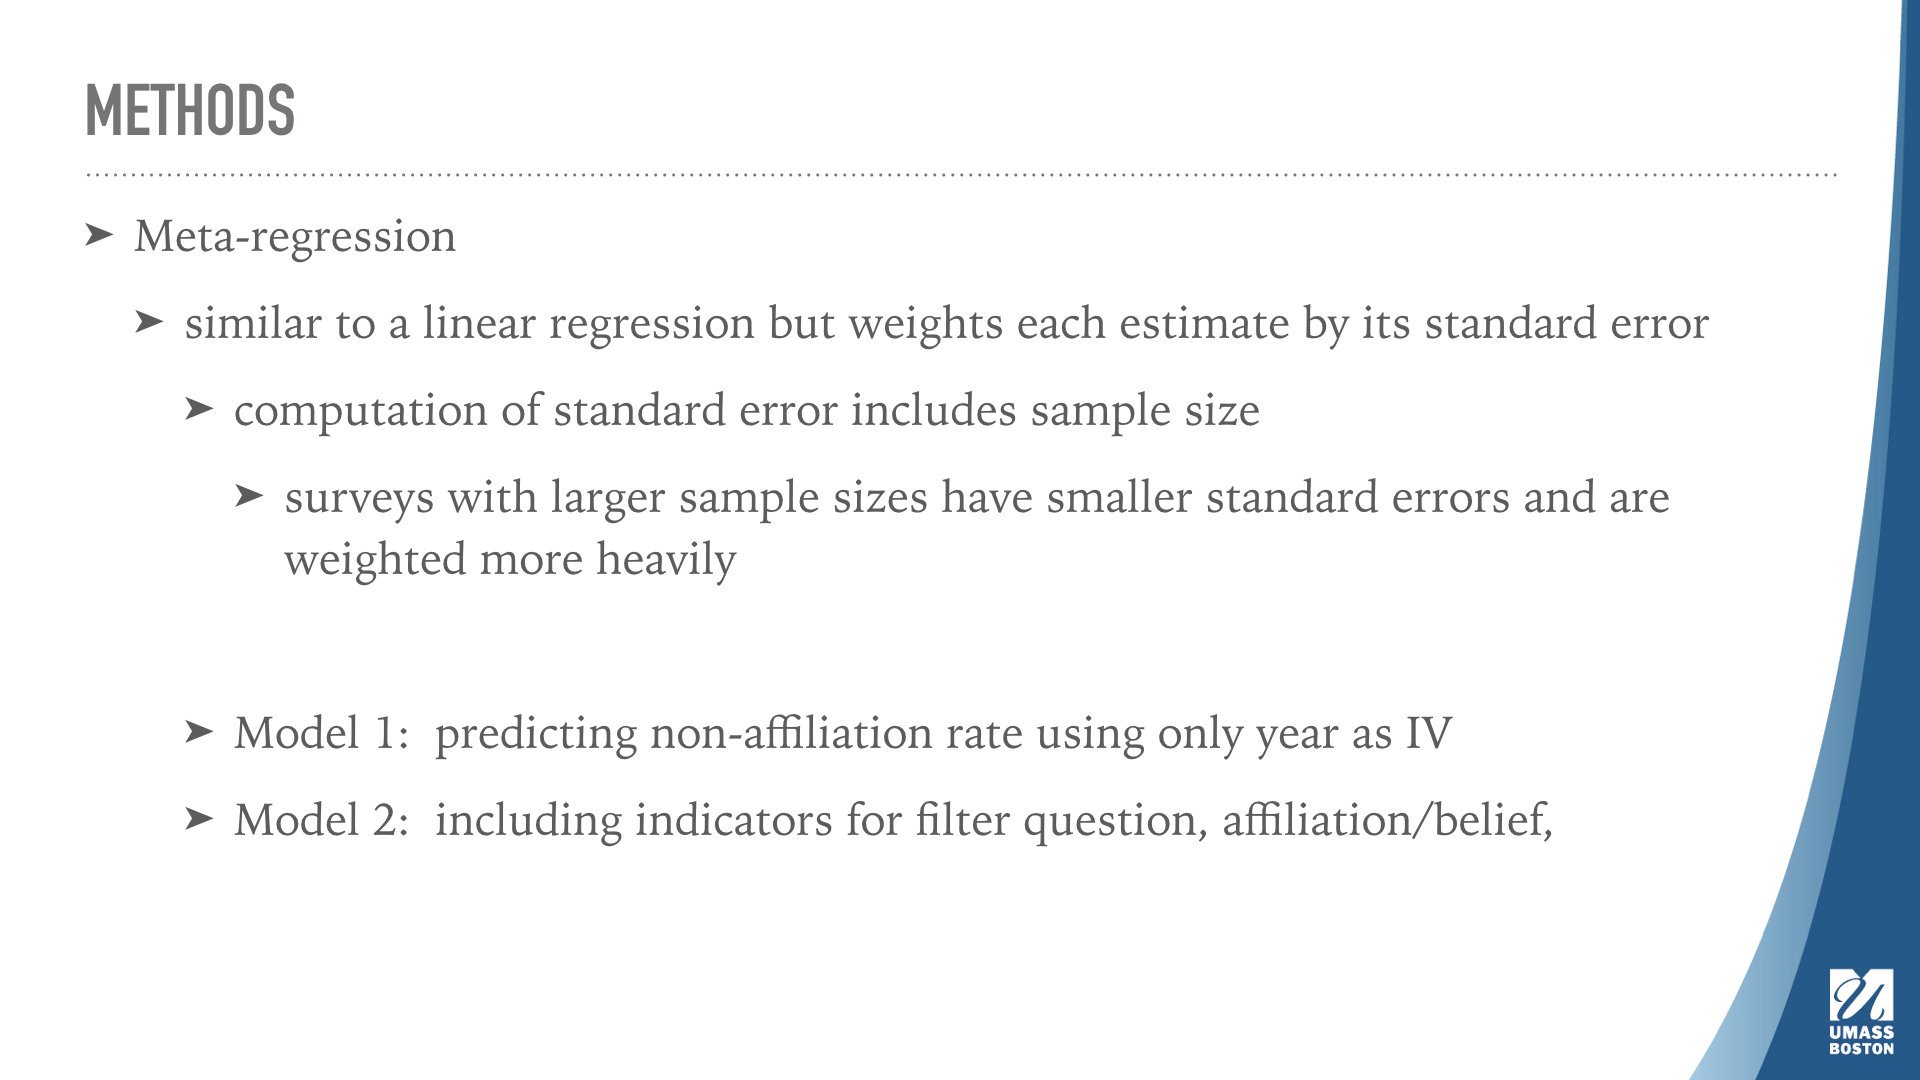 METHODS
➤ Meta-regression
➤ similar to a linear regression but weights each estimate by its standard error
➤ computation of standard error includes sample size
➤ surveys with larger sample sizes have smaller standard errors and are
weighted more heavily
➤ Model 1:  predicting non-affiliation rate using only year as IV
➤ Model 2:  including indicators for filter question, affiliation/belief,
UMASS
BOSTON